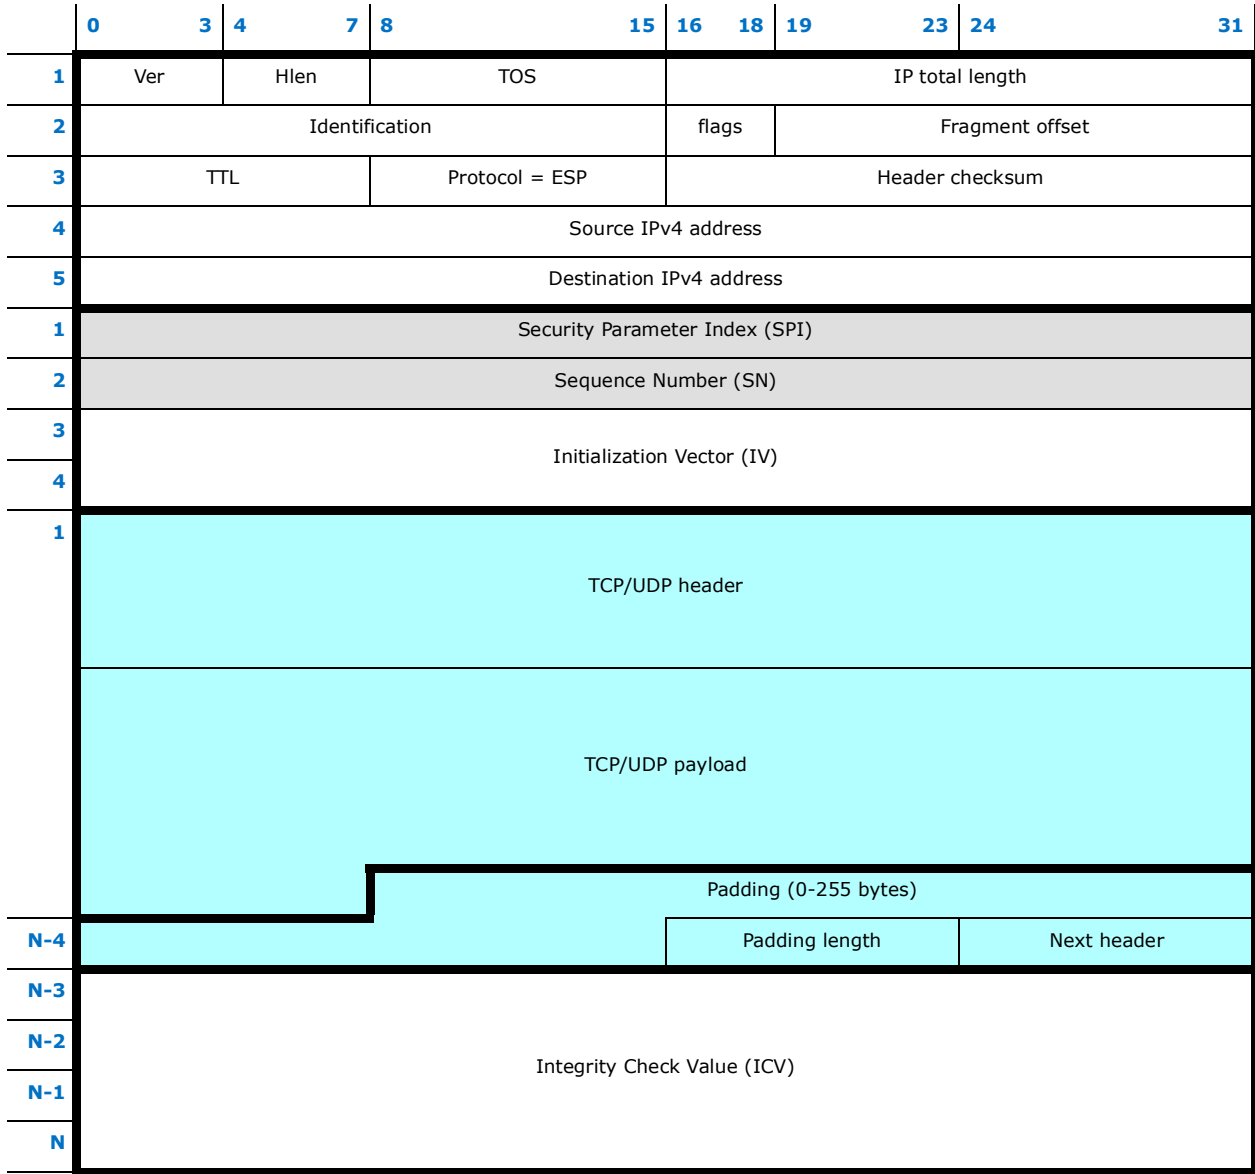 0 3 4 7 8 15 16 18 19 23 24 31
1 Ver Hlen TOS IP total length
2 Identification flags Fragment offset
3 TTL Protocol = ESP Header checksum
4 Source IPv4 address
5 Destination IPv4 address
1 Security Parameter Index (SPI)
2 Sequence Number (SN)
3
Initialization Vector (IV)
4
1
TCP/UDP header
TCP/UDP payload
Padding (0-255 bytes)
N-4 Padding length Next header
N-3
N-2
Integrity Check Value (ICV)
N-1
N